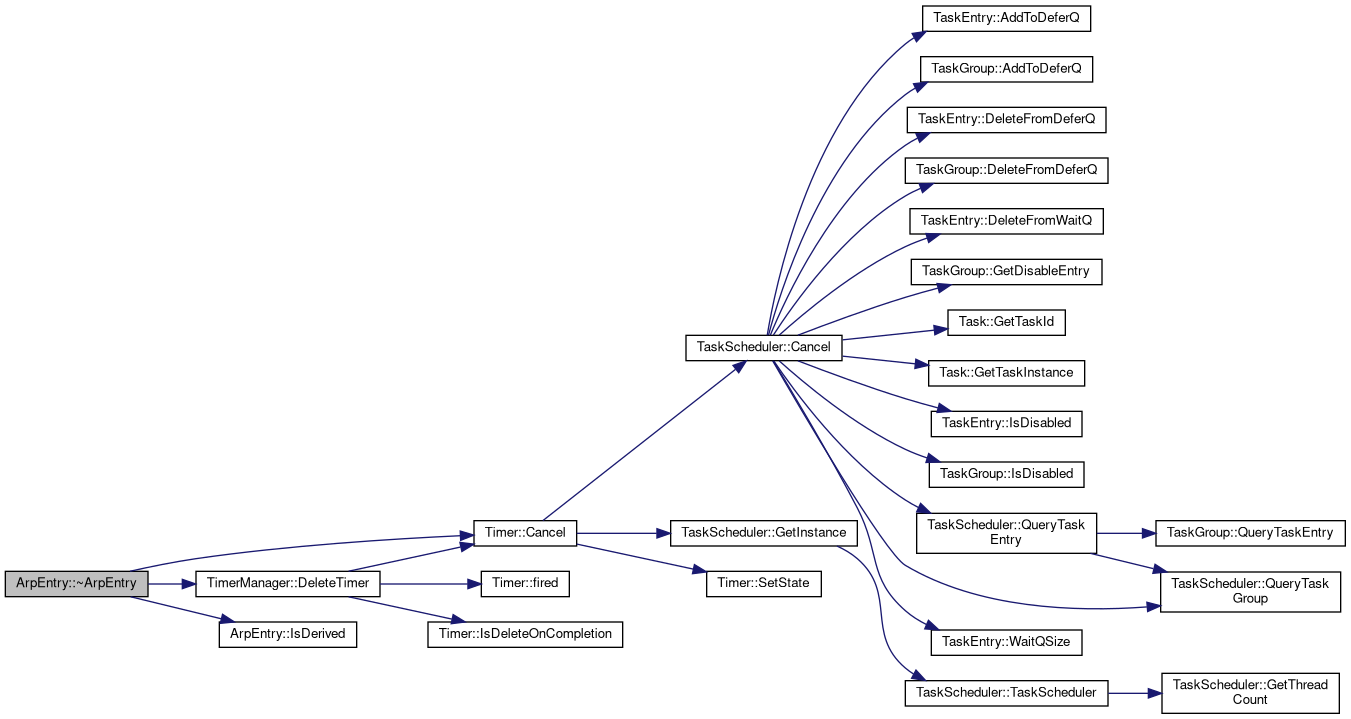 TaskEntry::AddToDeferQ
TaskGroup::AddToDeferQ
TaskEntry::DeleteFromDeferQ
TaskGroup::DeleteFromDeferQ
TaskEntry::DeleteFromWaitQ
TaskGroup::GetDisableEntry
Task::GetTaskId
TaskScheduler::Cancel
Task::GetTaskInstance
TaskEntry::IsDisabled
TaskGroup::IsDisabled
TaskScheduler::QueryTask
Entry
TaskGroup::QueryTaskEntry
Timer::Cancel
TaskScheduler::GetInstance
ArpEntry::~ArpEntry
TimerManager::DeleteTimer
Timer::fired
Timer::SetState
TaskScheduler::QueryTask
Group
ArpEntry::IsDerived
Timer::IsDeleteOnCompletion
TaskEntry::WaitQSize
TaskScheduler::TaskScheduler
TaskScheduler::GetThread
Count